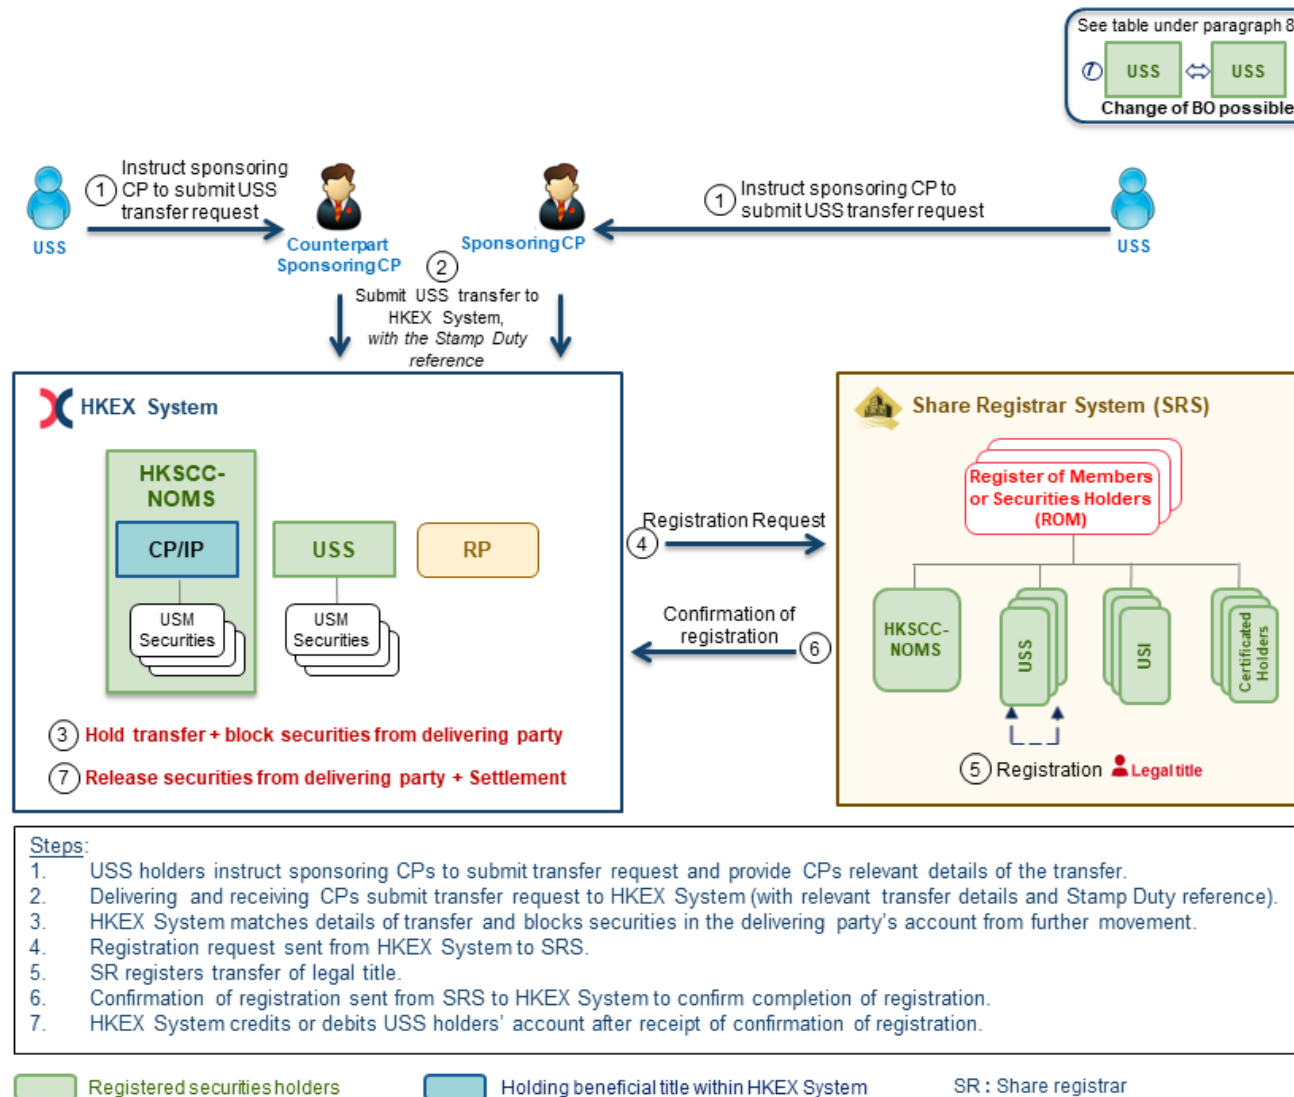 See table under paragraph 8
7 USS ⇔ USS
Change of BO possible
1 Instruct sponsoring
CP to submit USS
transfer request
USS
Counterpart
Sponsoring CP
Sponsoring CP
1 Instruct sponsoring CP to
submit USS transfer request
USS
2
Submit USS transfer to
HKEX System,
with the Stamp Duty
reference
HKEX System
HKSCC-
NOMS
CP/IP
USS
RP
USM
Securities
USM
Securities
3 Hold transfer + block securities from delivering party
7 Release securities from delivering party + Settlement
Registration Request
4
Confirmation of
registration
6
Share Registrar System (SRS)
Register of Members
or Securities Holders
(ROM)
HKSCC-
NOMS
USS
USI
Certificated
Holders
5 Registration Legal title
Steps:
1. USS holders instruct sponsoring CPs to submit transfer request and provide CPs relevant details of the transfer.
2. Delivering and receiving CPs submit transfer request to HKEX System (with relevant transfer details and Stamp Duty reference).
3. HKEX System matches details of transfer and blocks securities in the delivering party's account from further movement.
4. Registration request sent from HKEX System to SRS.
5. SR registers transfer of legal title.
6. Confirmation of registration sent from SRS to HKEX System to confirm completion of registration.
7. HKEX System credits or debits USS holders' account after receipt of confirmation of registration.
Registered securities holders
Holding beneficial title within HKEX System
SR : Share registrar